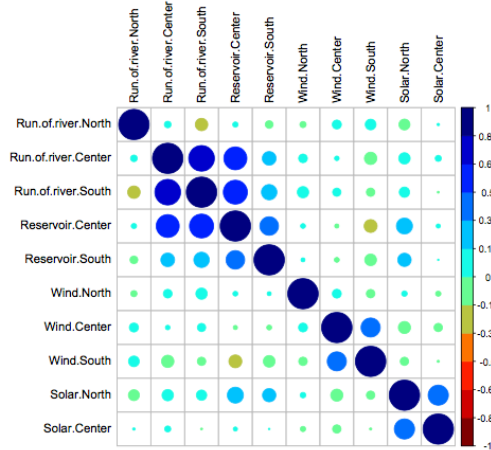 Run.of.river.North
Run.of.river.Center
Run.of.river.South
Reservoir.Center
Reservoir.South
Wind.North
Wind.Center
Wind.South
Solar.North
Solar.Center
Run.of.river.North
Run.of.river.Center
Run.of.river.South
Reservoir.Center
Reservoir.South
Wind.North
Wind.Center
Wind.South
Solar.North
Solar.Center
1
0.8
0.6
0.5
0.3
0.1
0
-0.1
-0.3
-0.5
-0.6
-0.8
-1